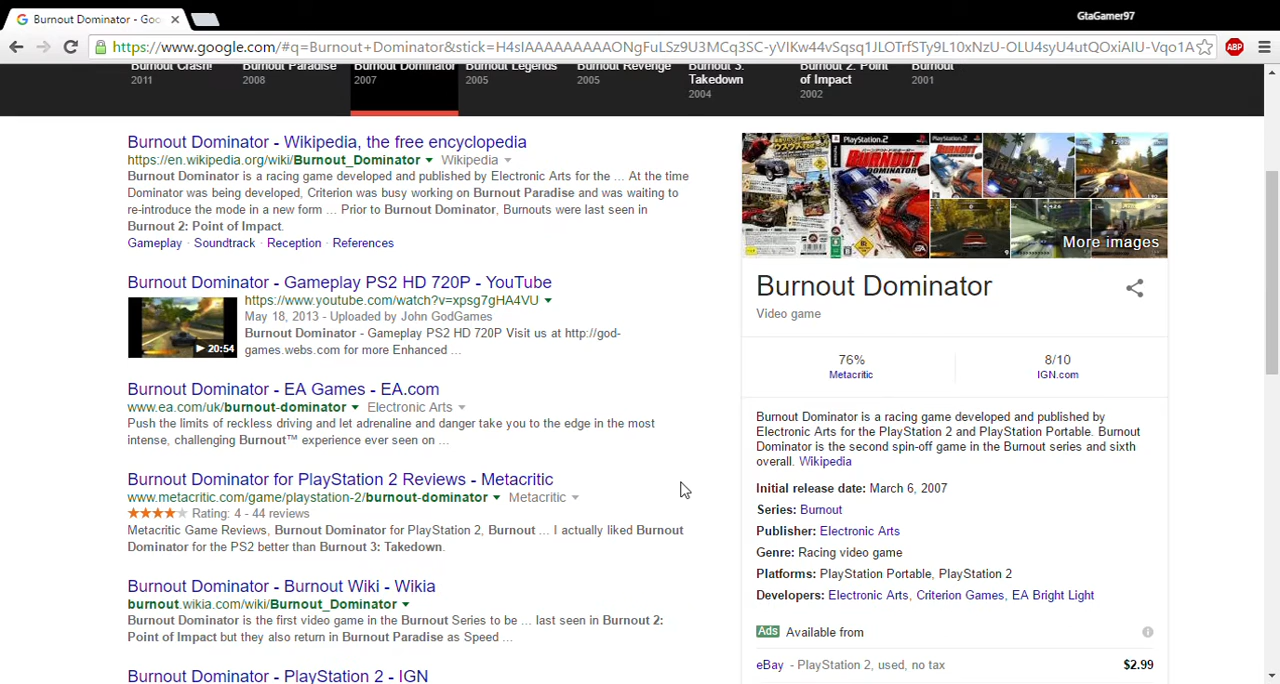 Burnout Dominator - Goo
GtaGamer97
https://www.google.com/#q=Burnout+Dominator&stick=H4sIAAAAAAAAAONgFuLSz9U3MCq3SC-yVIKw44vSqsq1JLOTrfSTy9L10xNzU-OLU4syU4utQOxiAIU-Vqo1A
ABP
Burnout Crash!
2011
Burnout Paradise
2008
Burnout Dominator
2007
Burnout Legends
2005
Burnout Revenge
2005
Burnout 3:
Takedown
2004
Burnout 2: Point
of Impact
2002
Burnout
2001
Burnout Dominator - Wikipedia, the free encyclopedia
https://en.wikipedia.org/wiki/Burnout_Dominator Wikipedia
Burnout Dominator is a racing game developed and published by Electronic Arts for the ... At the time
Dominator was being developed, Criterion was busy working on Burnout Paradise and was waiting to
re-introduce the mode in a new form ... Prior to Burnout Dominator, Burnouts were last seen in
Burnout 2: Point of Impact.
Gameplay · Soundtrack · Reception · References
Burnout Dominator - Gameplay PS2 HD 720P - YouTube
https://www.youtube.com/watch?v=xpsg7gHA4VU
May 18, 2013 - Uploaded by John GodGames
Burnout Dominator - Gameplay PS2 HD 720P Visit us at http://god-
games.webs.com for more Enhanced ...
20:54
Burnout Dominator - EA Games - EA.com
www.ea.com/uk/burnout-dominator Electronic Arts
Push the limits of reckless driving and let adrenaline and danger take you to the edge in the most
intense, challenging Burnout™ experience ever seen on ...
Burnout Dominator for PlayStation 2 Reviews - Metacritic
www.metacritic.com/game/playstation-2/burnout-dominator Metacritic
Rating: 4 - 44 reviews
Metacritic Game Reviews, Burnout Dominator for PlayStation 2, Burnout ... I actually liked Burnout
Dominator for the PS2 better than Burnout 3: Takedown.
Burnout Dominator - Burnout Wiki - Wikia
burnout.wikia.com/wiki/Burnout_Dominator
Burnout Dominator is the first video game in the Burnout Series to be ... last seen in Burnout 2:
Point of Impact but they also return in Burnout Paradise as Speed ...
Burnout Dominator - PlayStation 2 - IGN
PlayStation 2
BURNOUT
DOMINATOR
More images
Burnout Dominator
Video game
76%
Metacritic
8/10
IGN.com
Burnout Dominator is a racing game developed and published by
Electronic Arts for the PlayStation 2 and PlayStation Portable. Burnout
Dominator is the second spin-off game in the Burnout series and sixth
overall. Wikipedia
Initial release date: March 6, 2007
Series: Burnout
Publisher: Electronic Arts
Genre: Racing video game
Platforms: PlayStation Portable, PlayStation 2
Developers: Electronic Arts, Criterion Games, EA Bright Light
Ads Available from
eBay - PlayStation 2, used, no tax $2.99